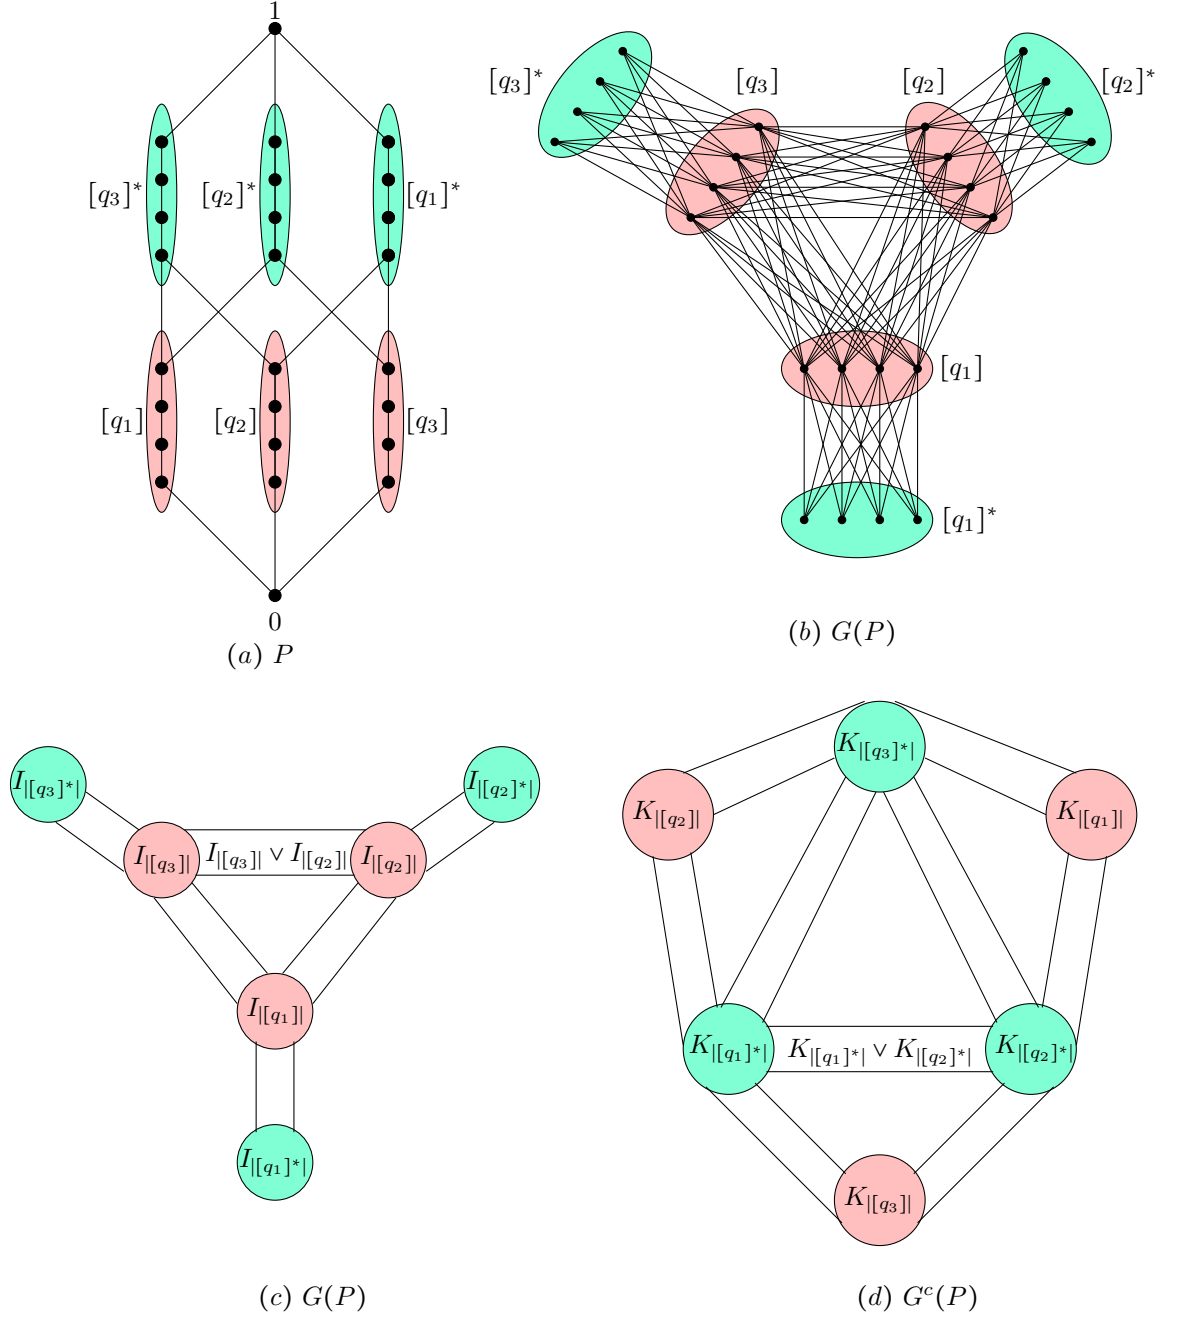 1
[q₃]* [q₂]* [q₁]*
[q₁] [q₂] [q₃]
0
(a) P
[q₃]* [q₃] [q₂] [q₂]*
[q₁]
[q₁]*
(b) G(P)
I|[q₃]*| I|[q₂]*|
I|[q₃]| I|[q₃]| ∨ I|[q₂]| I|[q₂]|
I|[q₁]|
I|[q₁]*|
(c) G(P)
K|[q₃]*|
K|[q₂]| K|[q₁]|
K|[q₁]*| K|[q₁]*| ∨ K|[q₂]*| K|[q₂]*|
K|[q₃]|
(d) Gᶜ(P)